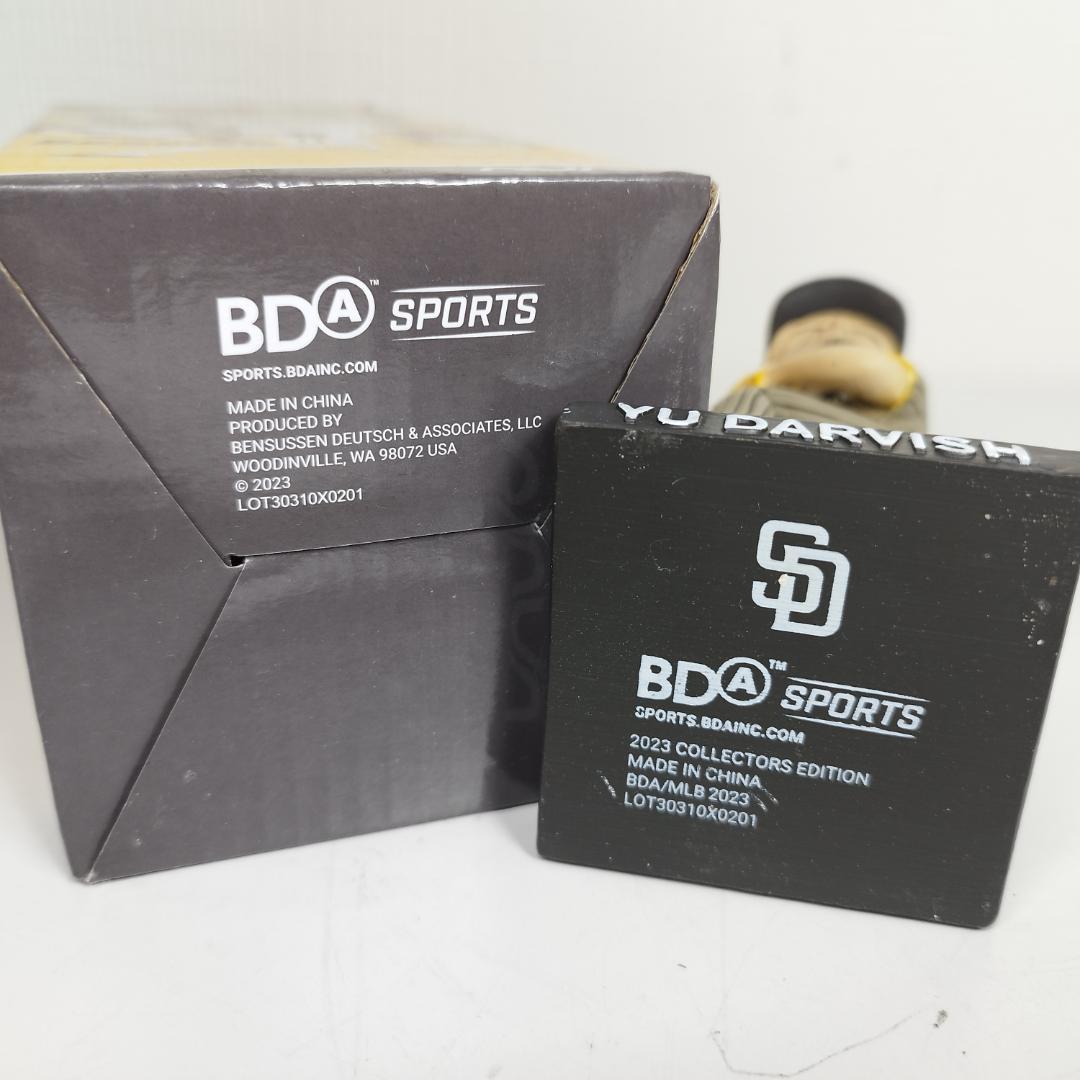 BDA™ SPORTS
SPORTS.BDAINC.COM
MADE IN CHINA
PRODUCED BY
BENSUSSEN DEUTSCH & ASSOCIATES, LLC
WOODINVILLE, WA 98072 USA
© 2023
LOT30310X0201
YU DARVISH
SD
BDA™ SPORTS
SPORTS.BDAINC.COM
2023 COLLECTORS EDITION
MADE IN CHINA
BDA/MLB 2023
LOT30310X0201